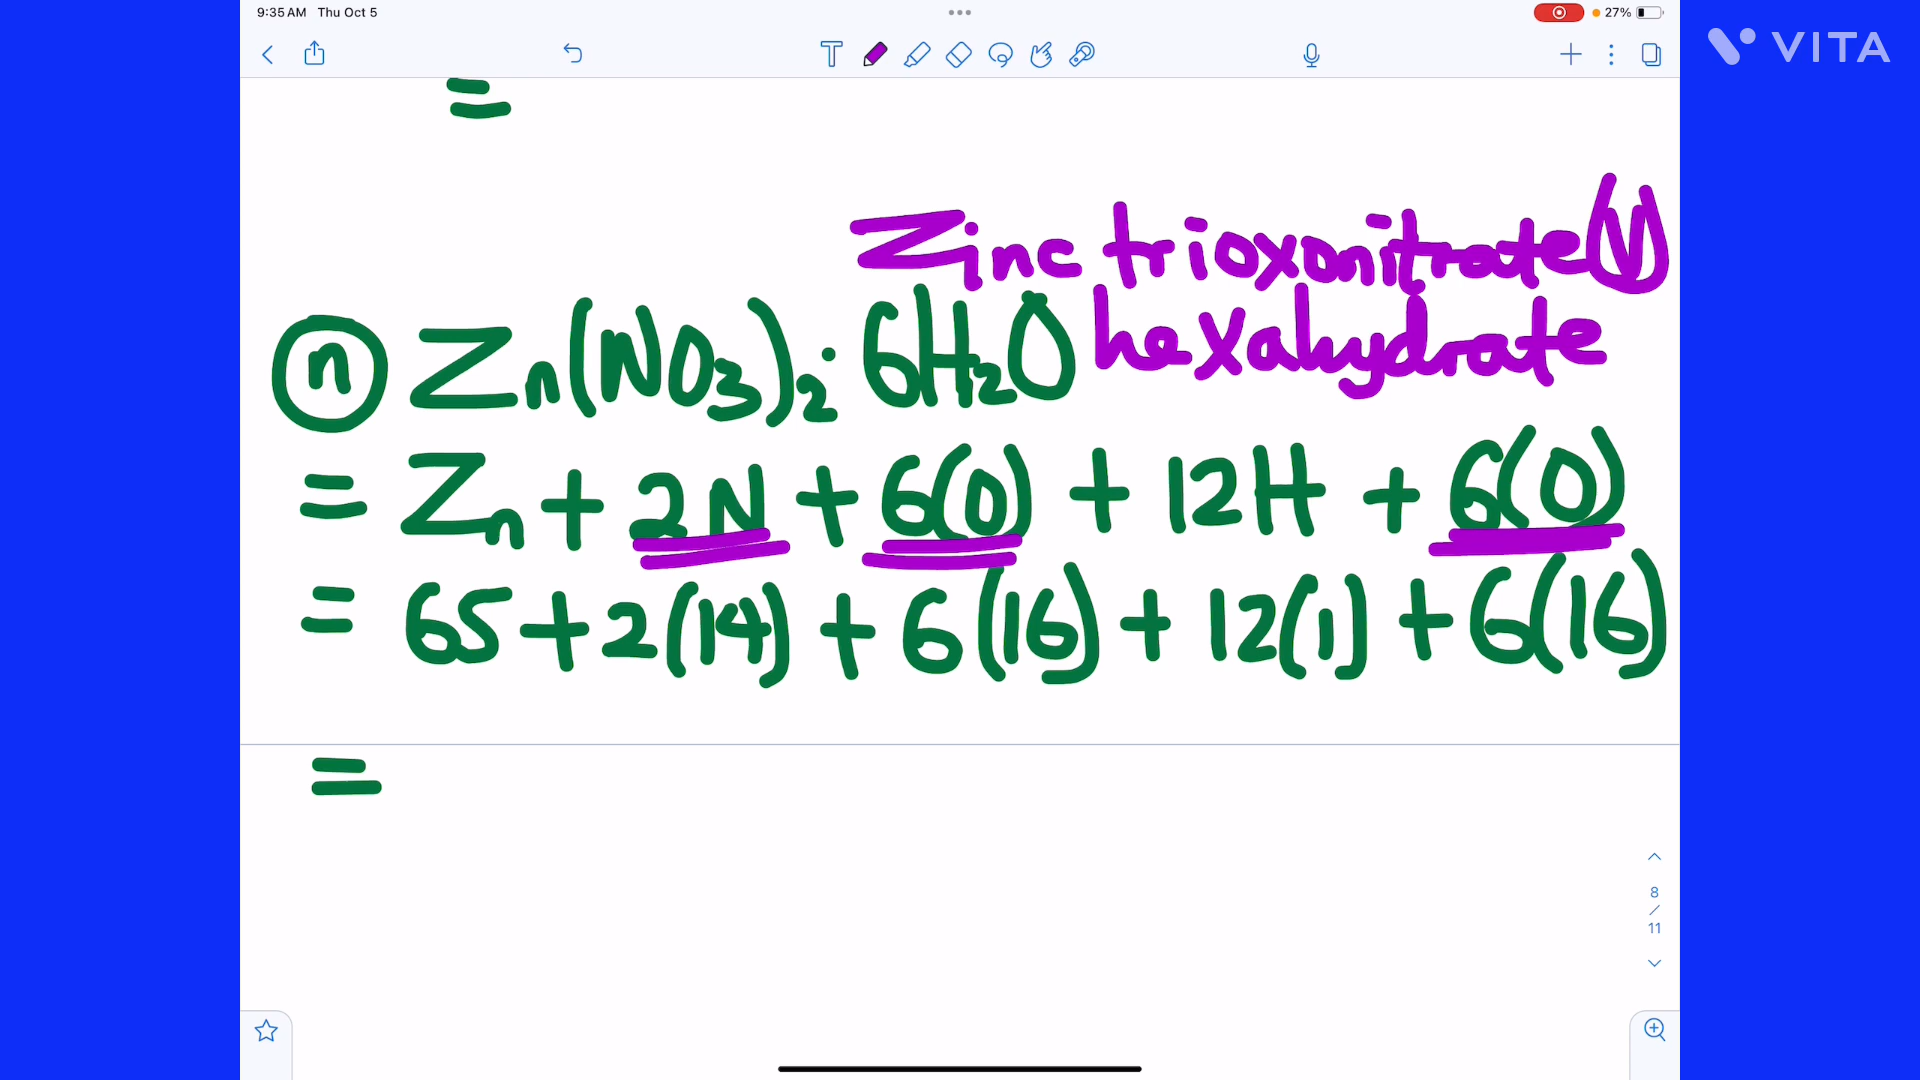 9:35 AM Thu Oct 5
27%
VITA
=
Zinc trioxonitrate(V)
hexahydrate
(n) Zn(NO₃)₂·6H₂O
= Zn + 2N + 6(O) + 12H + 6(O)
= 65 + 2(14) + 6(16) + 12(1) + 6(16)
=
8
/
11